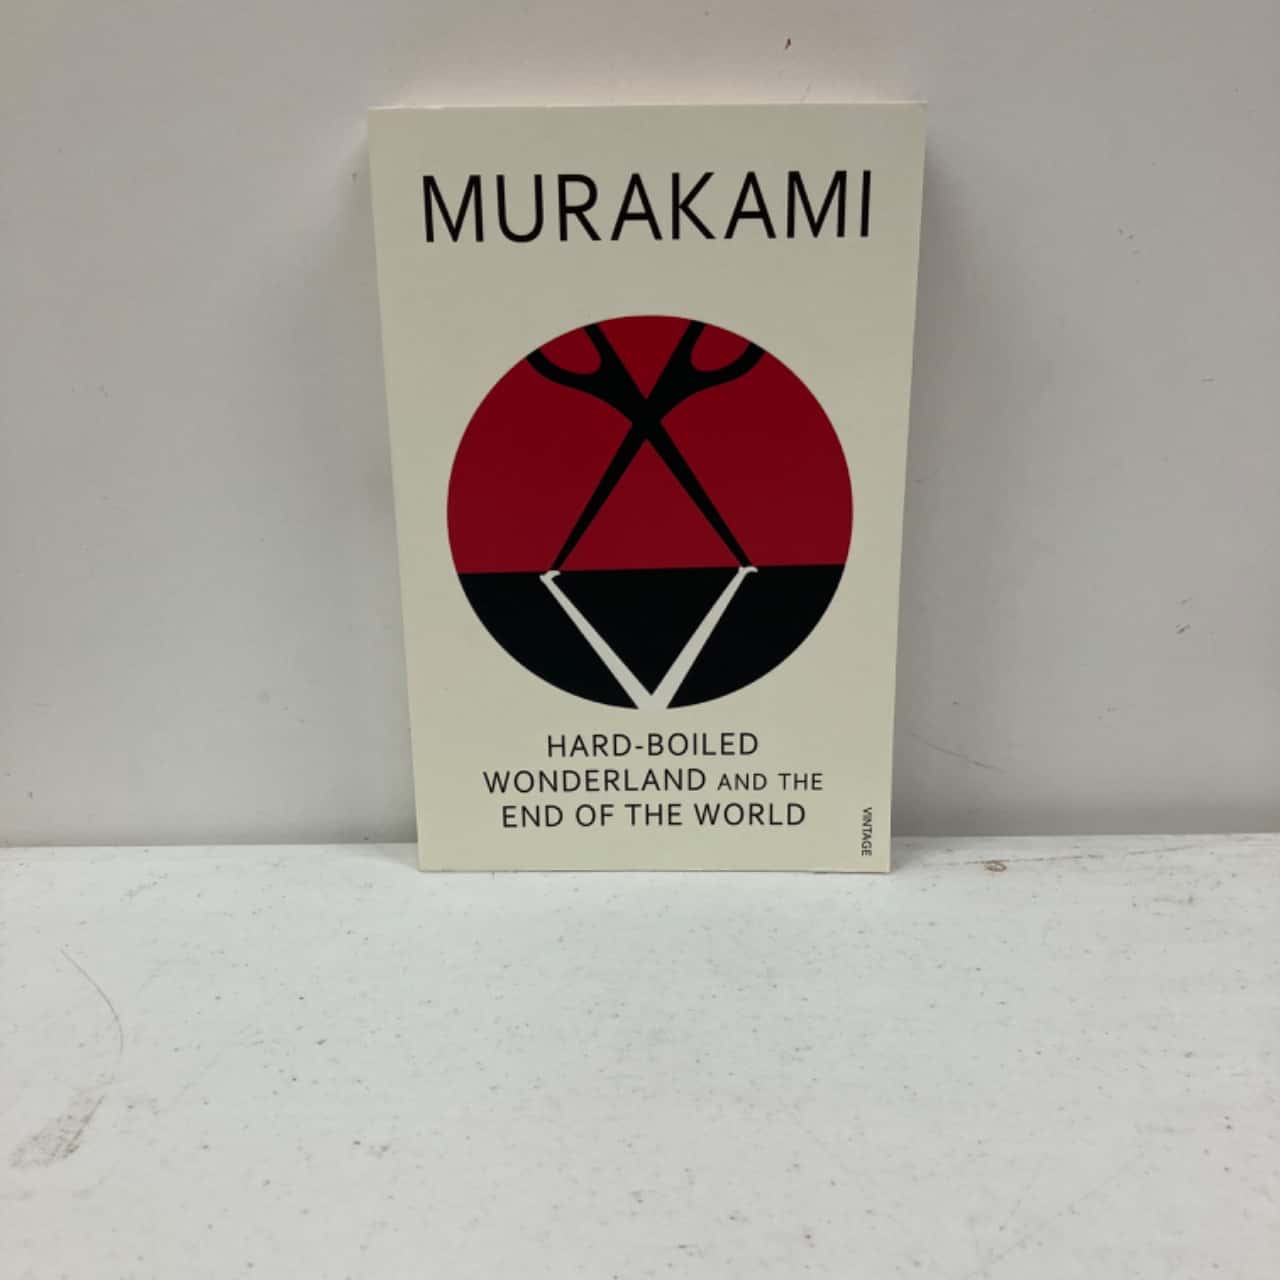 MURAKAMI
HARD-BOILED
WONDERLAND AND THE
END OF THE WORLD
VINTAGE